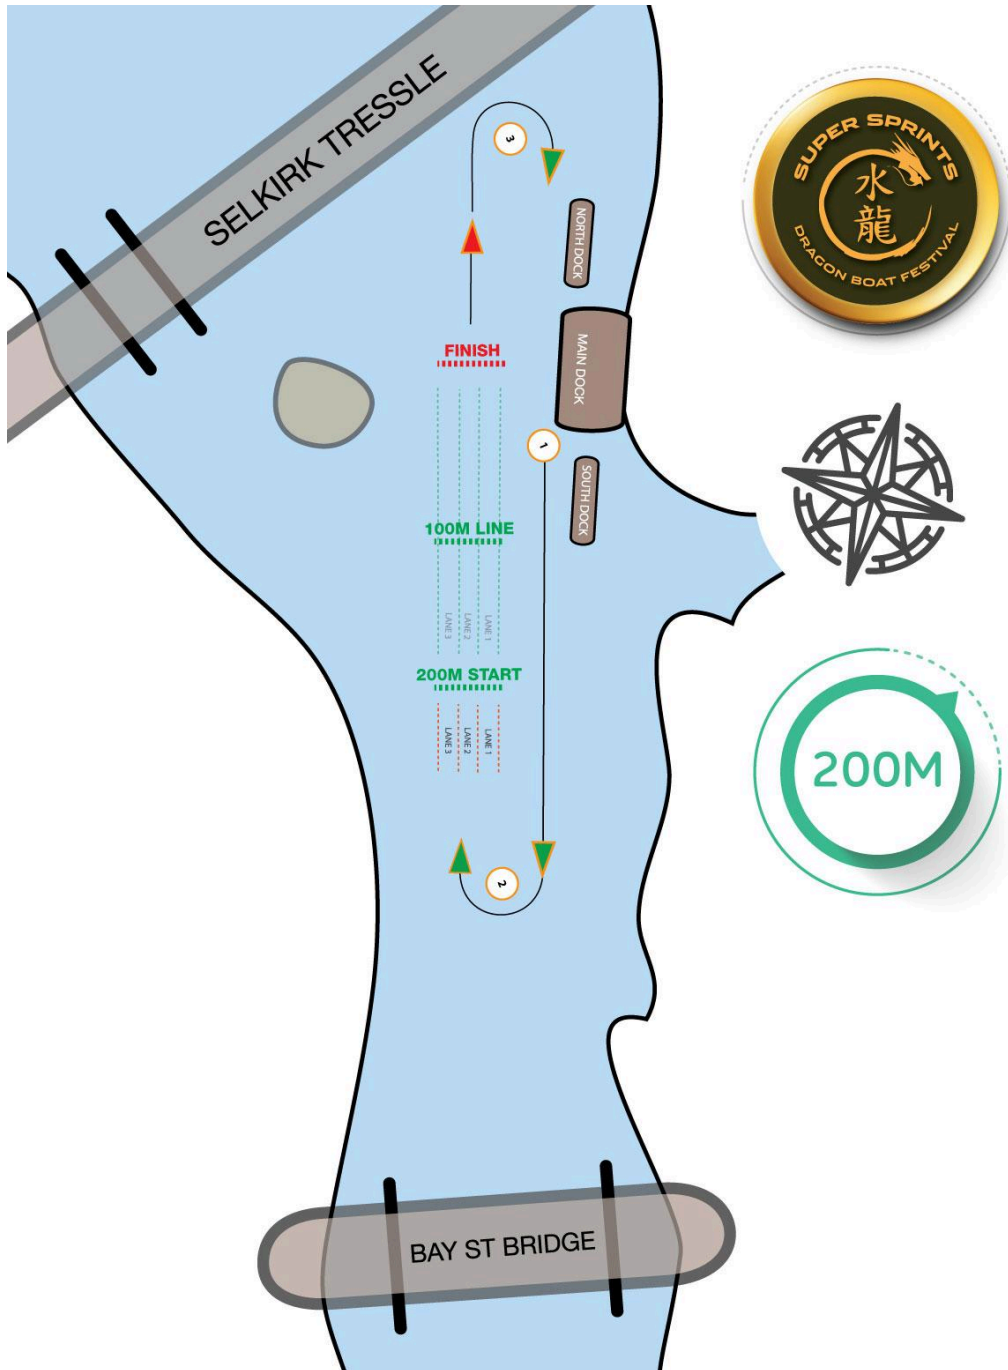 SELKIRK TRESSLE
3
NORTH DOCK
FINISH
MAIN DOCK
1
SOUTH DOCK
100M LINE
LANE 3
LANE 2
LANE 1
200M START
LANE 3
LANE 2
LANE 1
2
BAY ST BRIDGE
SUPER SPRINTS
水
龍
DRAGON BOAT FESTIVAL
200M